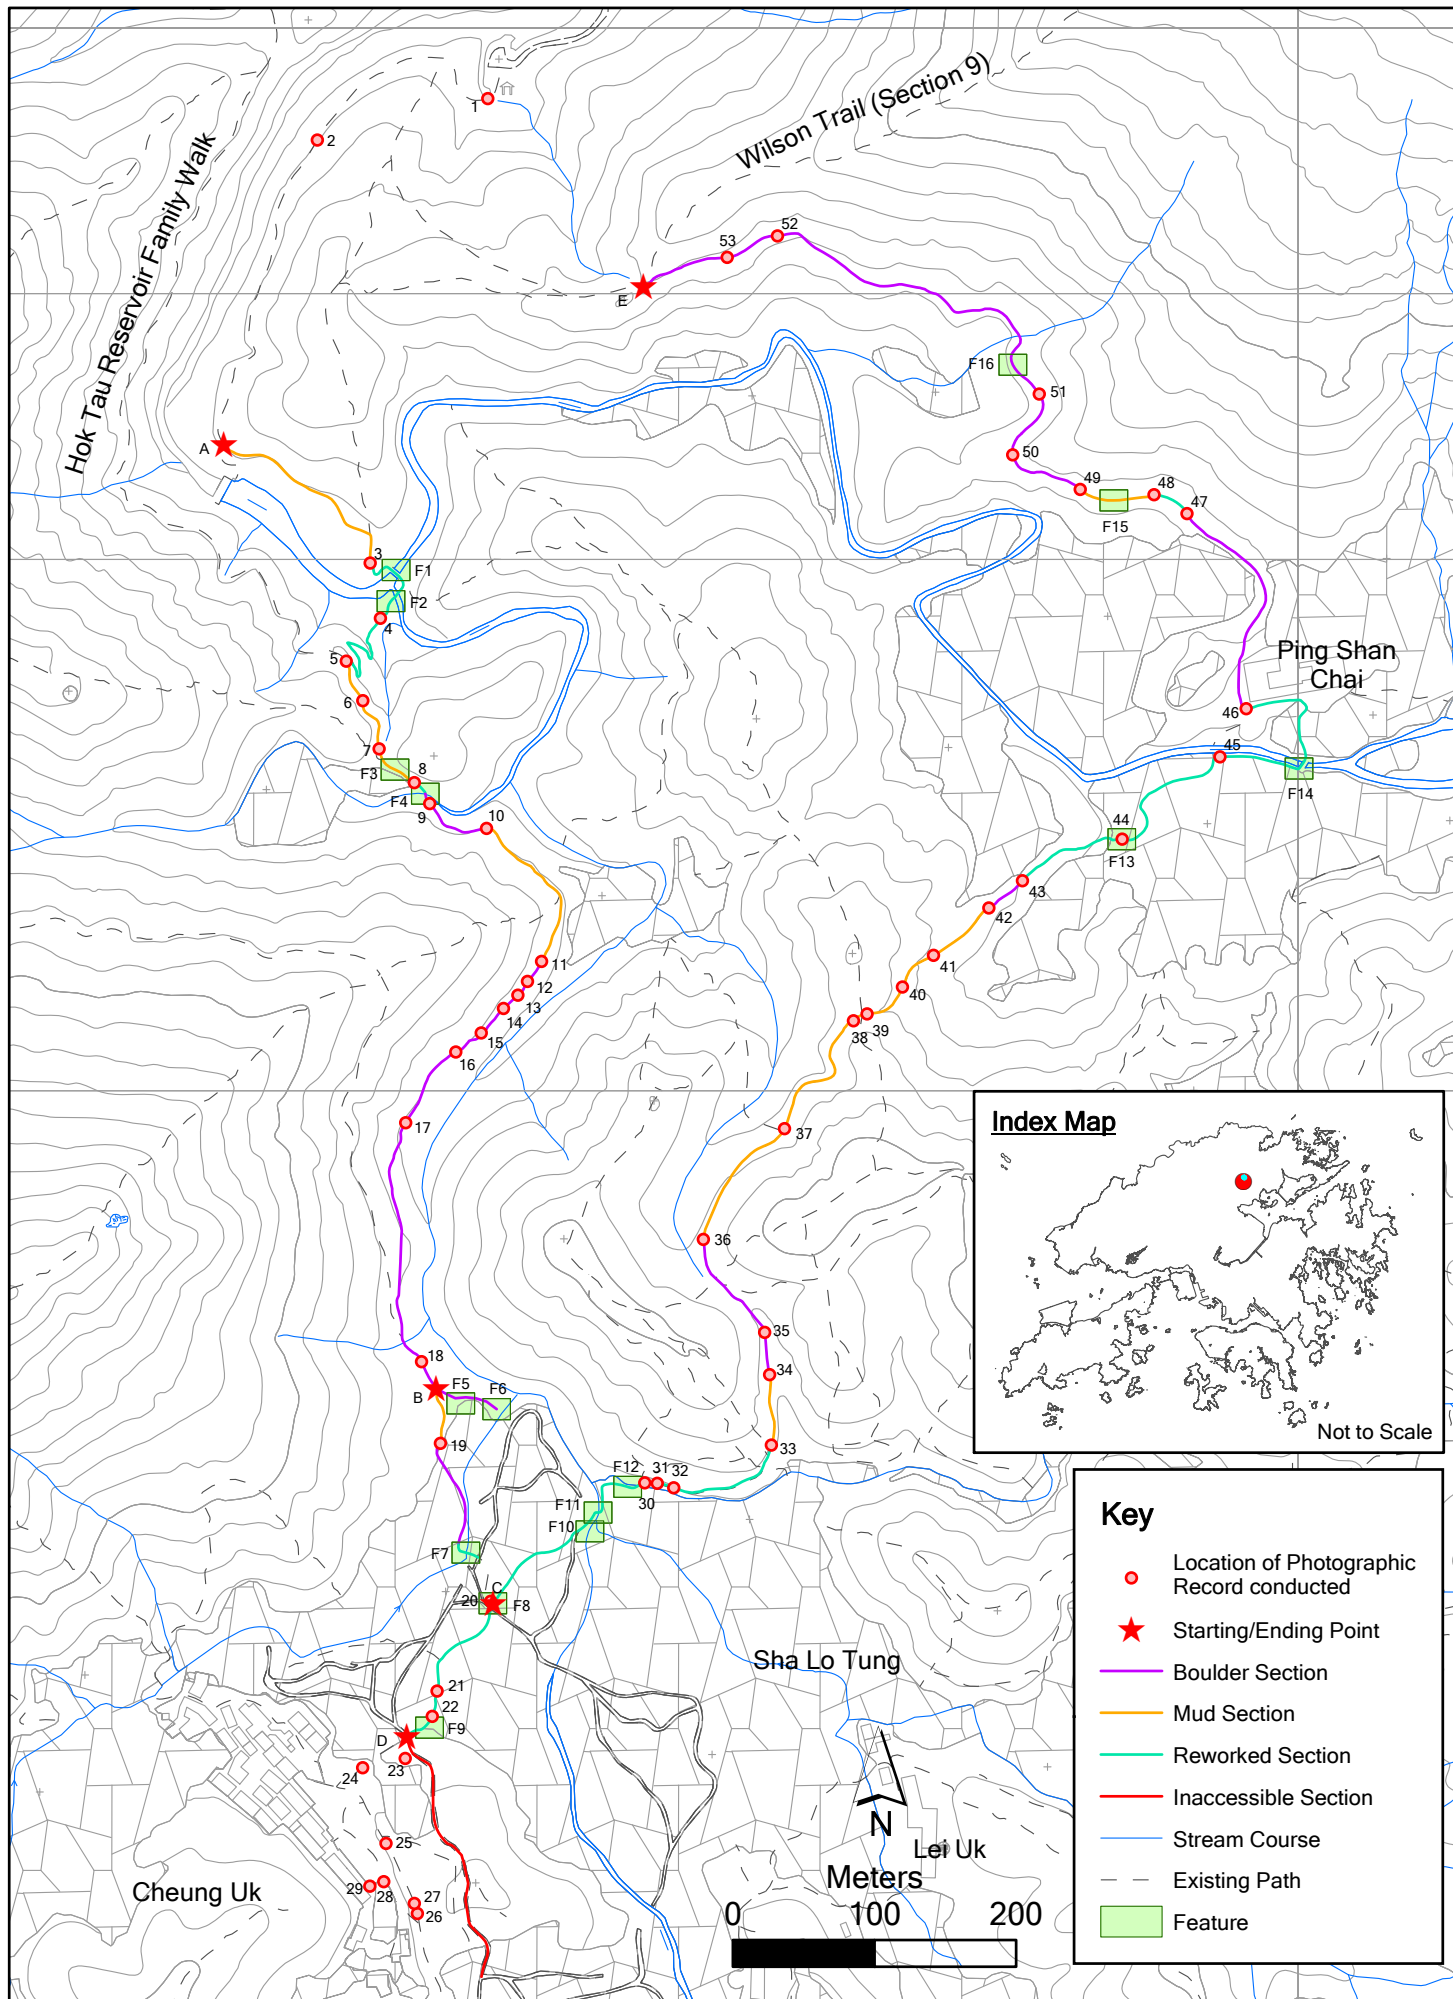 1
2
Wilson Trail (Section 9)
Hok Tau Reservoir Family Walk
52
53
E
F16
51
A
50
49
48
47
F15
3
F1
F2
4
5
6
Ping Shan
Chai
46
7
F3
8
F4
9
10
45
F14
44
F13
43
42
41
40
39
38
11
12
13
14
15
16
17
37
36
35
34
33
18
B
F5
F6
19
F12
31
32
30
F11
F10
F7
C
20
F8
Sha Lo Tung
21
22
F9
D
23
24
25
29
28
27
26
Cheung Uk
Lei Uk
N
Meters
0
100
200
Index Map
Not to Scale
Key
Location of Photographic
Record conducted
Starting/Ending Point
Boulder Section
Mud Section
Reworked Section
Inaccessible Section
Stream Course
Existing Path
Feature